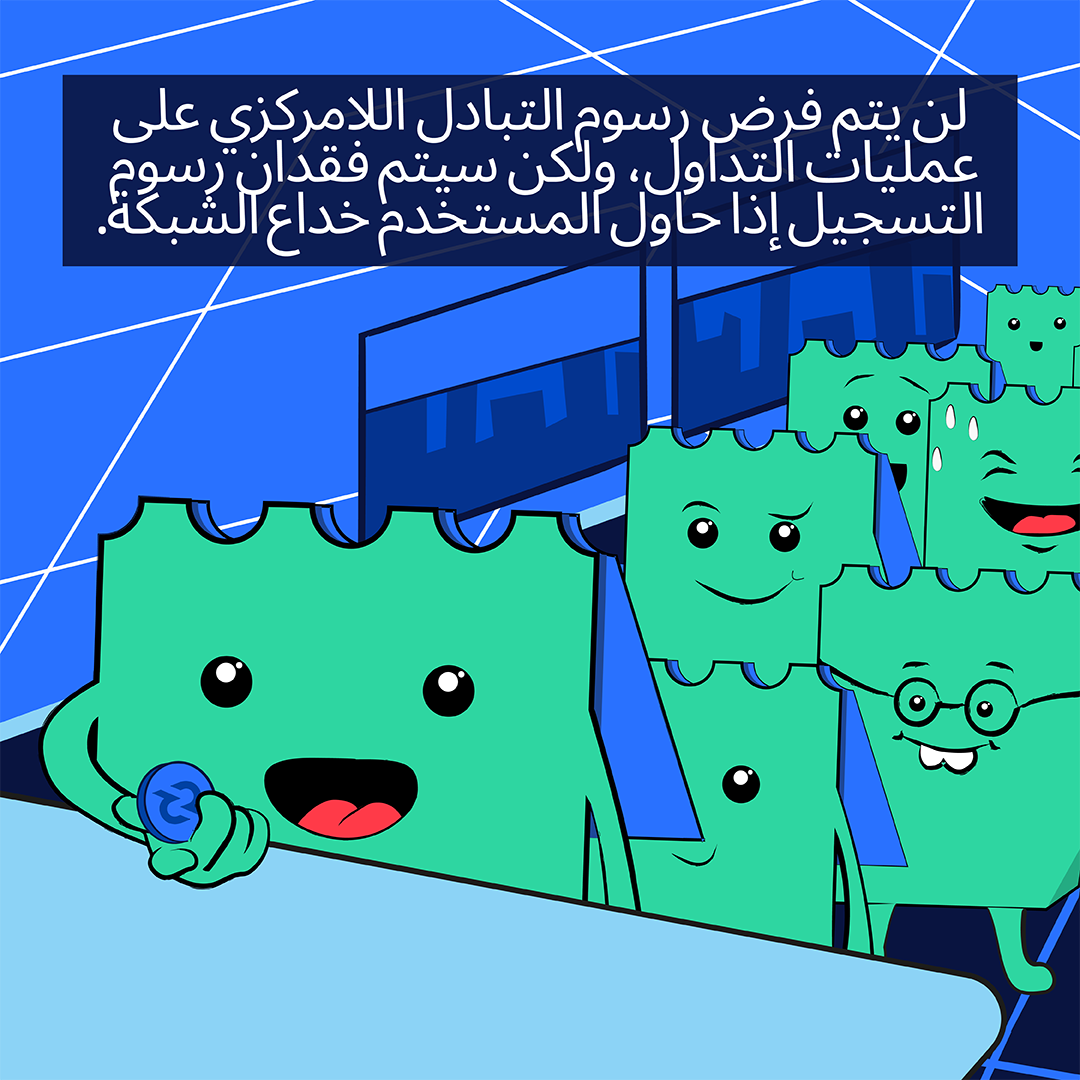 لن يتم فرض رسوم التبادل اللامركزي على
عمليات التداول، ولكن سيتم فقدان رسوم
التسجيل إذا حاول المستخدم خداع الشبكة.